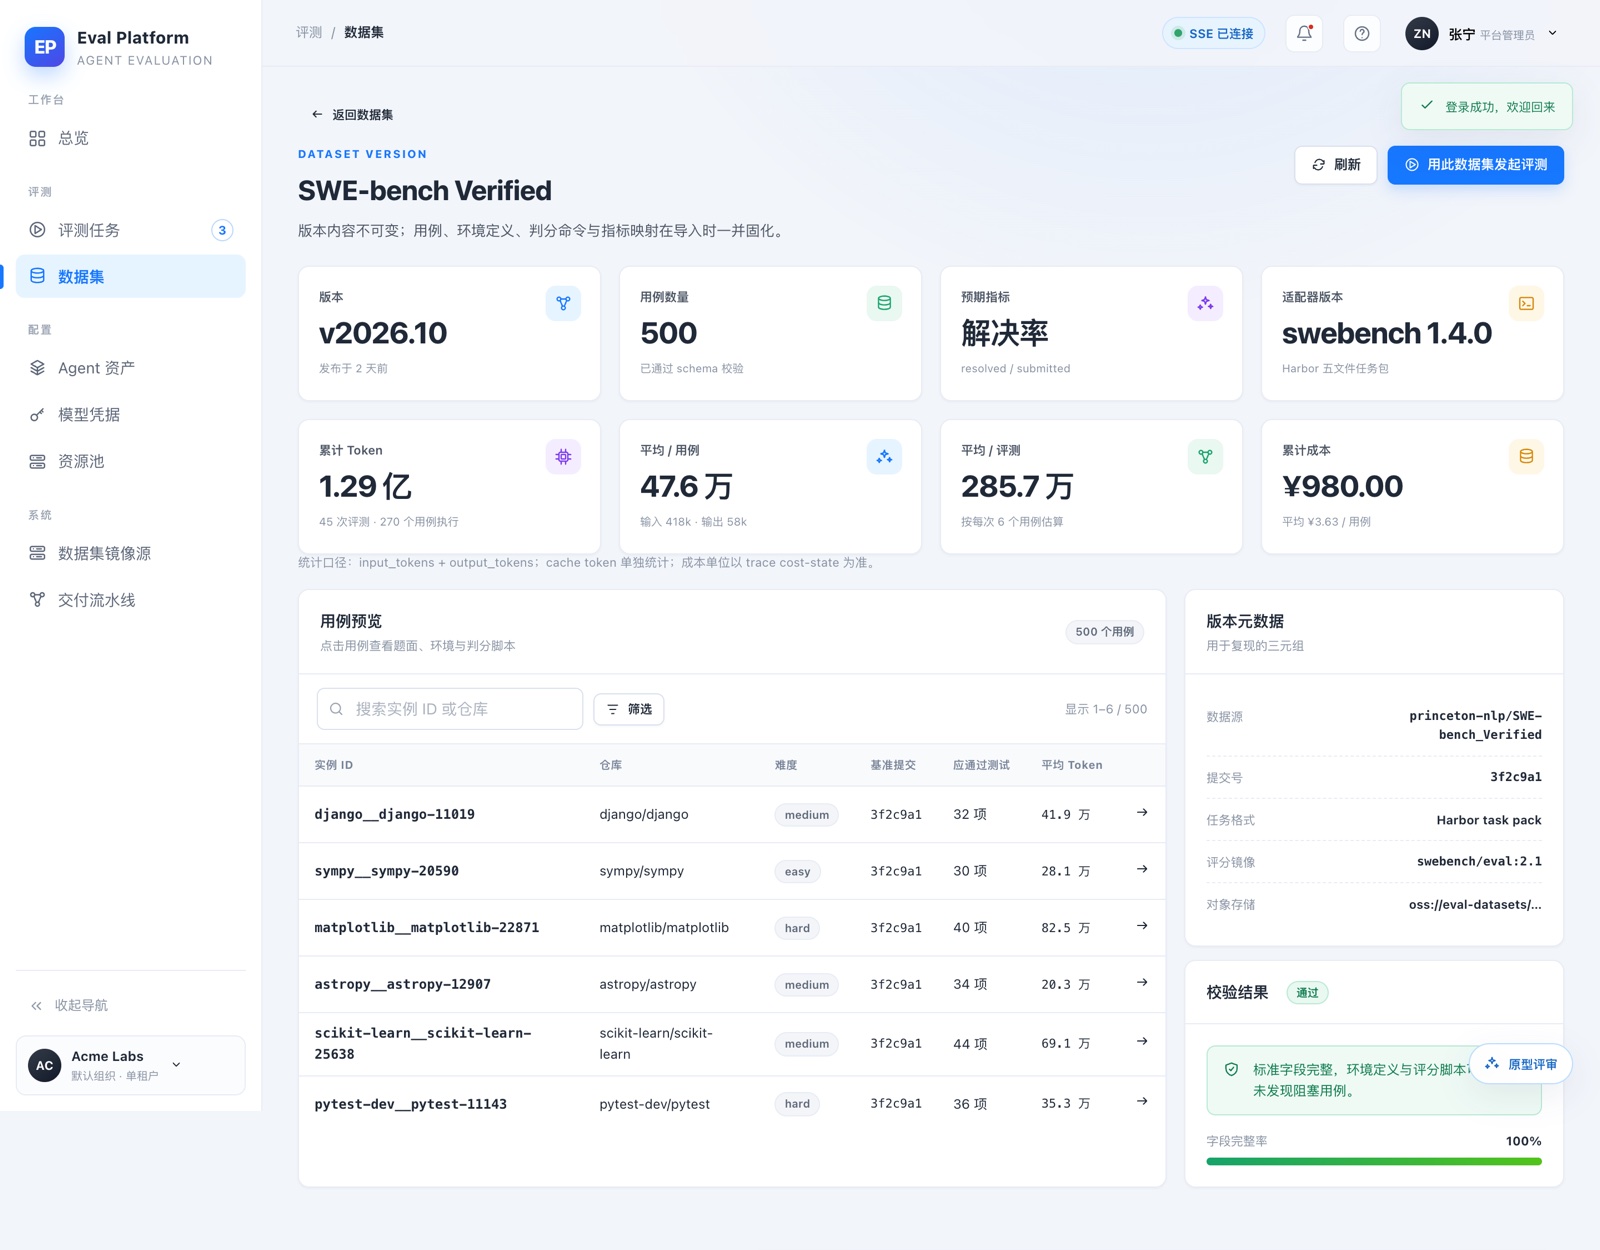 EP
Eval Platform
AGENT EVALUATION
工作台
总览
评测
评测任务
3
数据集
配置
Agent 资产
模型凭据
资源池
系统
数据集镜像源
交付流水线
收起导航
AC
Acme Labs
默认组织 · 单租户
评测 / 数据集
SSE 已连接
ZN
张宁 平台管理员
登录成功，欢迎回来
返回数据集
DATASET VERSION
SWE-bench Verified
版本内容不可变；用例、环境定义、判分命令与指标映射在导入时一并固化。
刷新
用此数据集发起评测
版本
v2026.10
发布于 2 天前
用例数量
500
已通过 schema 校验
预期指标
解决率
resolved / submitted
适配器版本
swebench 1.4.0
Harbor 五文件任务包
累计 Token
1.29 亿
45 次评测 · 270 个用例执行
平均 / 用例
47.6 万
输入 418k · 输出 58k
平均 / 评测
285.7 万
按每次 6 个用例估算
累计成本
¥980.00
平均 ¥3.63 / 用例
统计口径：input_tokens + output_tokens；cache token 单独统计；成本单位以 trace cost-state 为准。
用例预览
点击用例查看题面、环境与判分脚本
500 个用例
搜索实例 ID 或仓库
筛选
显示 1–6 / 500
实例 ID 仓库 难度 基准提交 应通过测试 平均 Token
django__django-11019 django/django medium 3f2c9a1 32 项 41.9 万
sympy__sympy-20590 sympy/sympy easy 3f2c9a1 30 项 28.1 万
matplotlib__matplotlib-22871 matplotlib/matplotlib hard 3f2c9a1 40 项 82.5 万
astropy__astropy-12907 astropy/astropy medium 3f2c9a1 34 项 20.3 万
scikit-learn__scikit-learn-25638 scikit-learn/scikit-learn medium 3f2c9a1 44 项 69.1 万
pytest-dev__pytest-11143 pytest-dev/pytest hard 3f2c9a1 36 项 35.3 万
版本元数据
用于复现的三元组
数据源
princeton-nlp/SWE-
bench_Verified
提交号 3f2c9a1
任务格式 Harbor task pack
评分镜像 swebench/eval:2.1
对象存储 oss://eval-datasets/...
校验结果 通过
标准字段完整，环境定义与评分脚本
未发现阻塞用例。
原型评审
字段完整率 100%